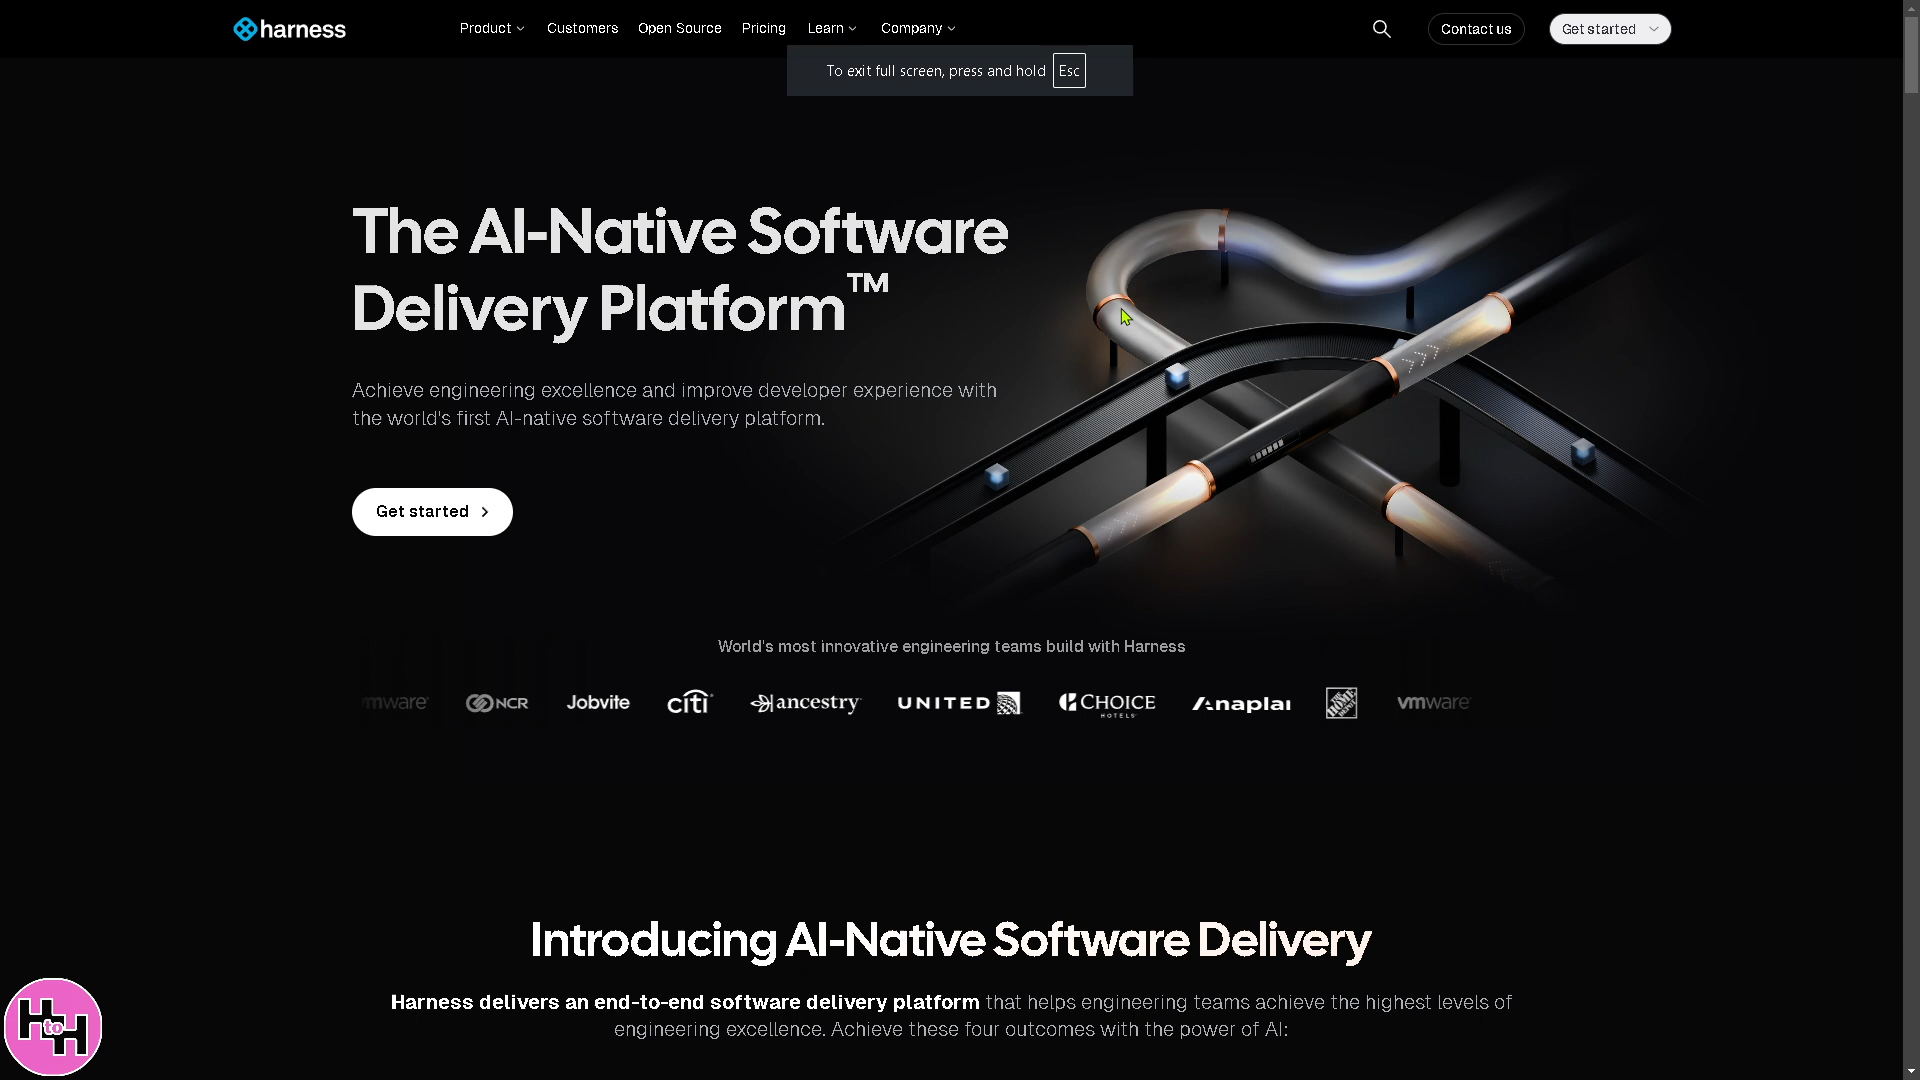 harness
Product
Customers
Open Source
Pricing
Learn
Company
Contact us
Get started
To exit full screen, press and hold Esc
The AI-Native Software
Delivery Platform™
Achieve engineering excellence and improve developer experience with
the world's first AI-native software delivery platform.
Get started
World's most innovative engineering teams build with Harness
mware NCR Jobvite citi ancestry UNITED CHOICE HOTELS Anaplan THE HOME DEPOT vmware
Introducing AI-Native Software Delivery
Harness delivers an end-to-end software delivery platform that helps engineering teams achieve the highest levels of
engineering excellence. Achieve these four outcomes with the power of AI:
H to H